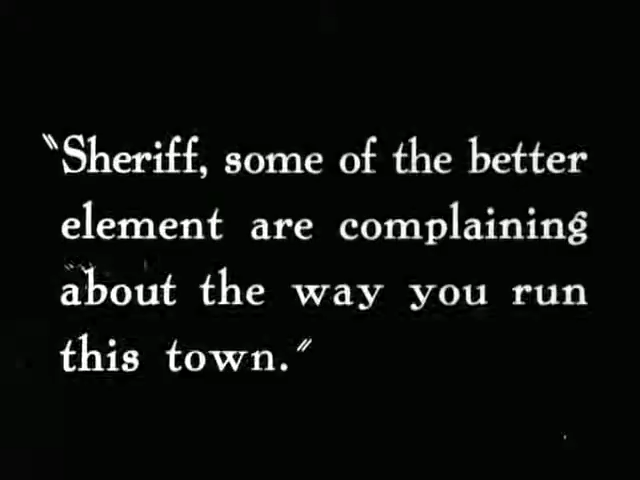 "Sheriff, some of the better
element are complaining
about the way you run
this town."